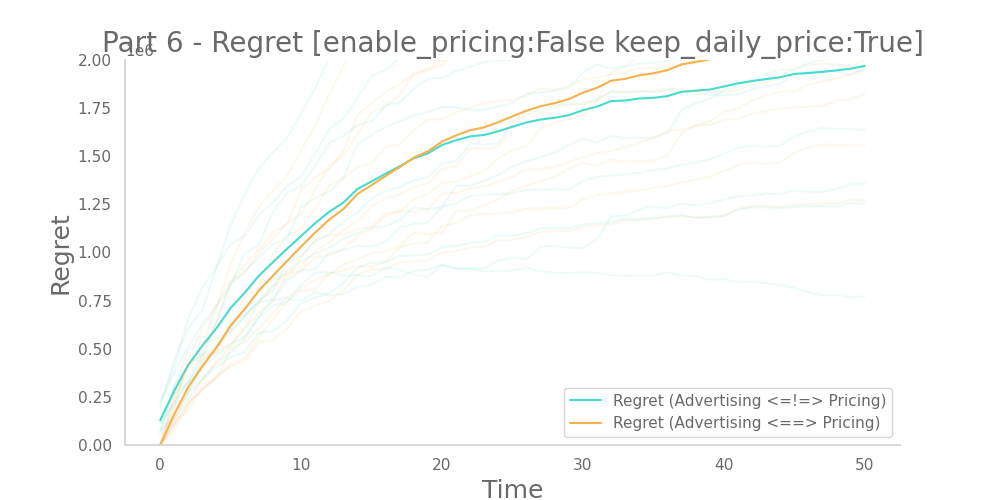 Part 6 - Regret [enable_pricing:False keep_daily_price:True]
1e6
2.00
1.75
1.50
1.25
1.00
0.75
0.50
0.25
0.00
Regret
Regret (Advertising <=!=> Pricing)
Regret (Advertising <==> Pricing)
0 10 20 30 40 50
Time